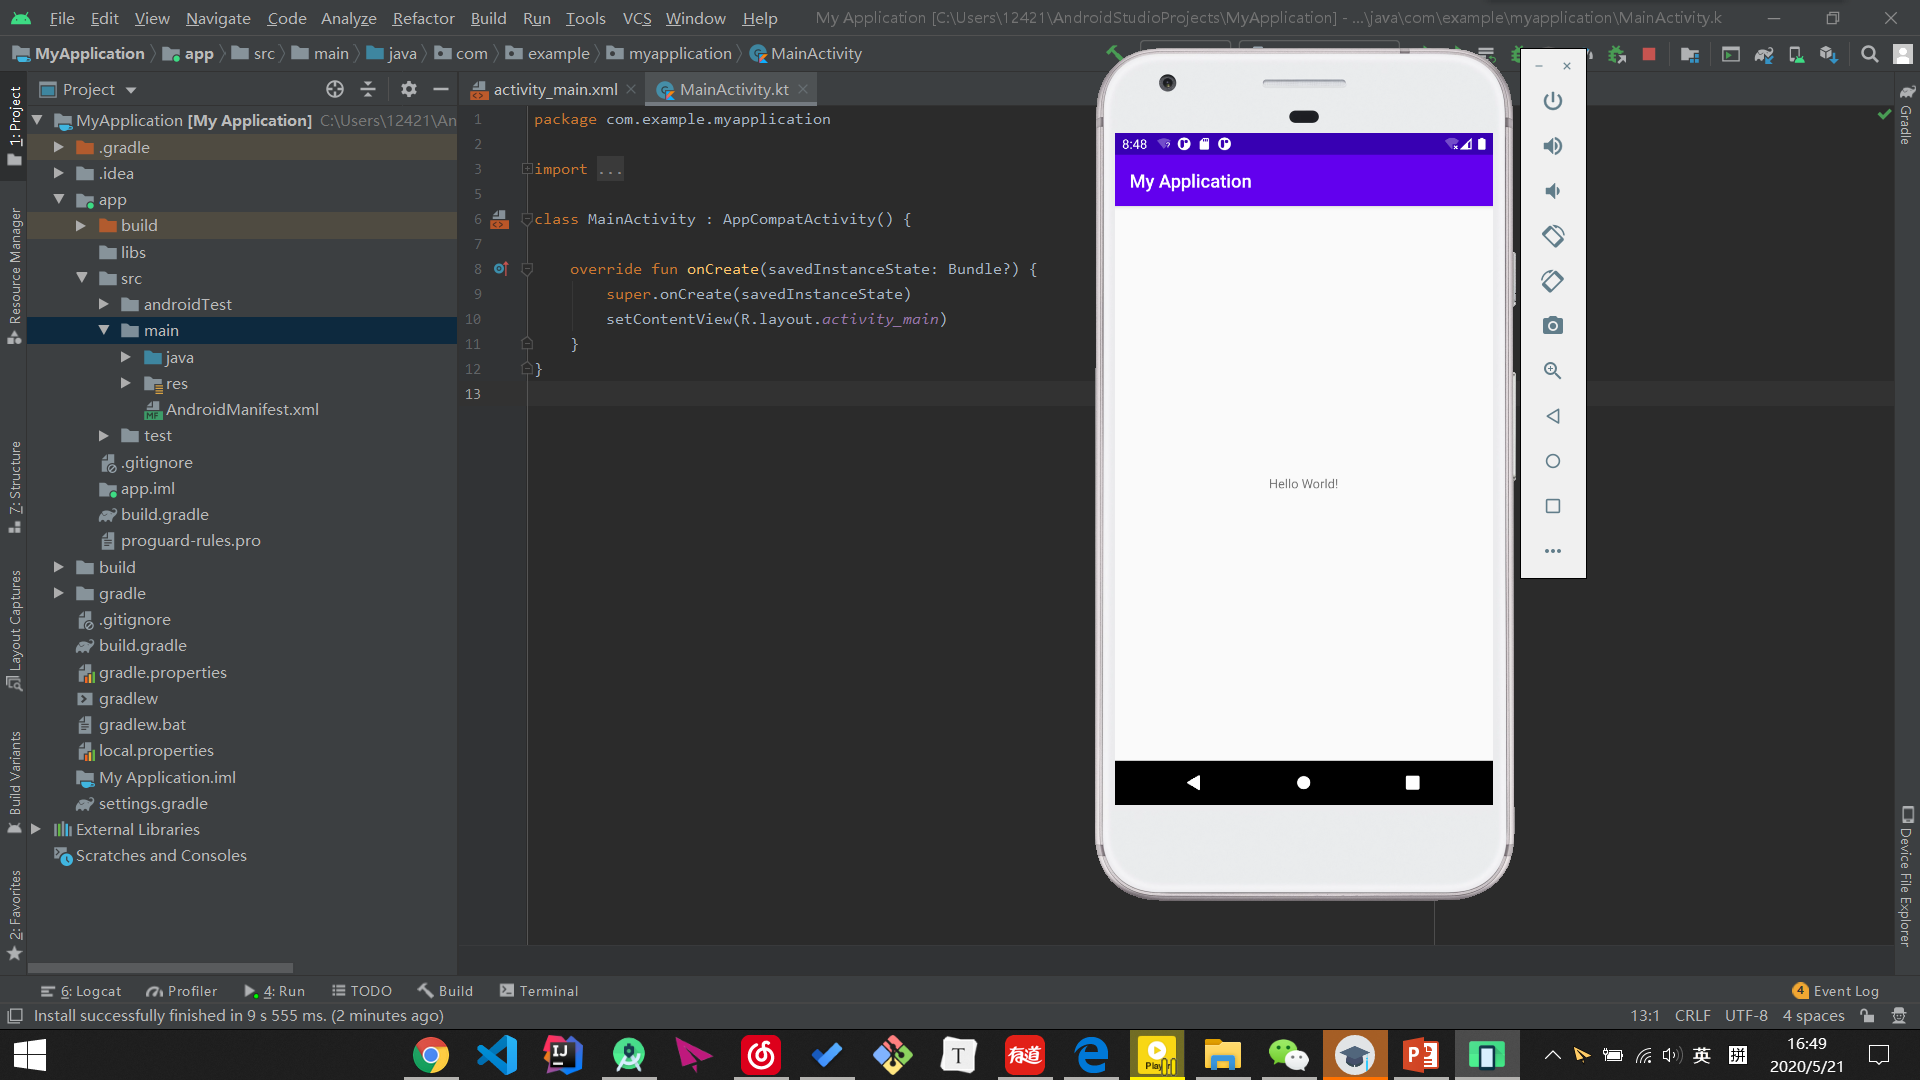 File Edit View Navigate Code Analyze Refactor Build Run Tools VCS Window Help My Application [C:\Users\12421\AndroidStudioProjects\MyApplication] - ...\java\com\example\myapplication\MainActivity.k
MyApplication app src main java com example myapplication MainActivity
Project
activity_main.xml
MainActivity.kt
1: Project
Resource Manager
7: Structure
Layout Captures
Build Variants
2: Favorites
MyApplication [My Application] C:\Users\12421\An
.gradle
.idea
app
build
libs
src
androidTest
main
java
res
AndroidManifest.xml
test
.gitignore
app.iml
build.gradle
proguard-rules.pro
build
gradle
.gitignore
build.gradle
gradle.properties
gradlew
gradlew.bat
local.properties
My Application.iml
settings.gradle
External Libraries
Scratches and Consoles
1 package com.example.myapplication
2
3 import ...
5
6 class MainActivity : AppCompatActivity() {
7
8 override fun onCreate(savedInstanceState: Bundle?) {
9 super.onCreate(savedInstanceState)
10 setContentView(R.layout.activity_main)
11 }
12 }
13
8:48
My Application
Hello World!
Gradle
Device File Explorer
6: Logcat Profiler 4: Run TODO Build Terminal 4 Event Log
Install successfully finished in 9 s 555 ms. (2 minutes ago) 13:1 CRLF UTF-8 4 spaces
IJ
T
有道
P
英
拼
16:49
2020/5/21